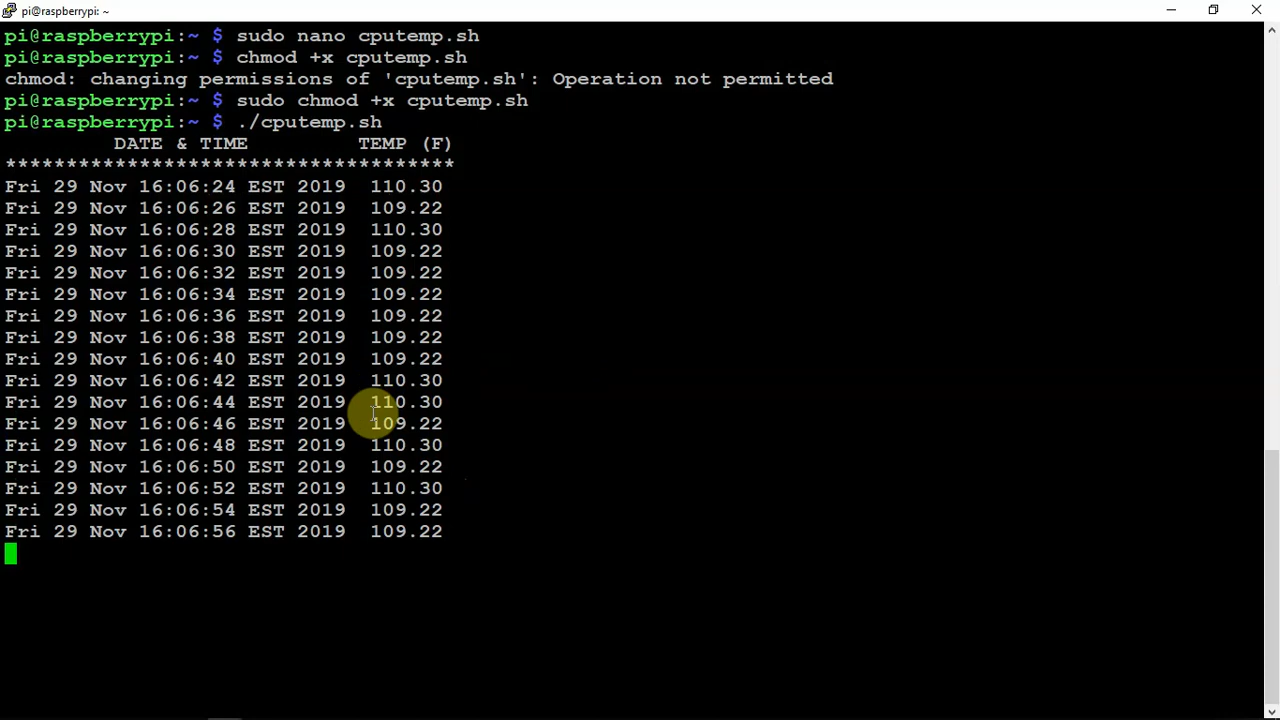 pi@raspberrypi: ~
pi@raspberrypi:~ $ sudo nano cputemp.sh
pi@raspberrypi:~ $ chmod +x cputemp.sh
chmod: changing permissions of 'cputemp.sh': Operation not permitted
pi@raspberrypi:~ $ sudo chmod +x cputemp.sh
pi@raspberrypi:~ $ ./cputemp.sh
DATE & TIME TEMP (F)
*************************************
Fri 29 Nov 16:06:24 EST 2019 110.30
Fri 29 Nov 16:06:26 EST 2019 109.22
Fri 29 Nov 16:06:28 EST 2019 110.30
Fri 29 Nov 16:06:30 EST 2019 109.22
Fri 29 Nov 16:06:32 EST 2019 109.22
Fri 29 Nov 16:06:34 EST 2019 109.22
Fri 29 Nov 16:06:36 EST 2019 109.22
Fri 29 Nov 16:06:38 EST 2019 109.22
Fri 29 Nov 16:06:40 EST 2019 109.22
Fri 29 Nov 16:06:42 EST 2019 110.30
Fri 29 Nov 16:06:44 EST 2019 110.30
Fri 29 Nov 16:06:46 EST 2019 109.22
Fri 29 Nov 16:06:48 EST 2019 110.30
Fri 29 Nov 16:06:50 EST 2019 109.22
Fri 29 Nov 16:06:52 EST 2019 110.30
Fri 29 Nov 16:06:54 EST 2019 109.22
Fri 29 Nov 16:06:56 EST 2019 109.22